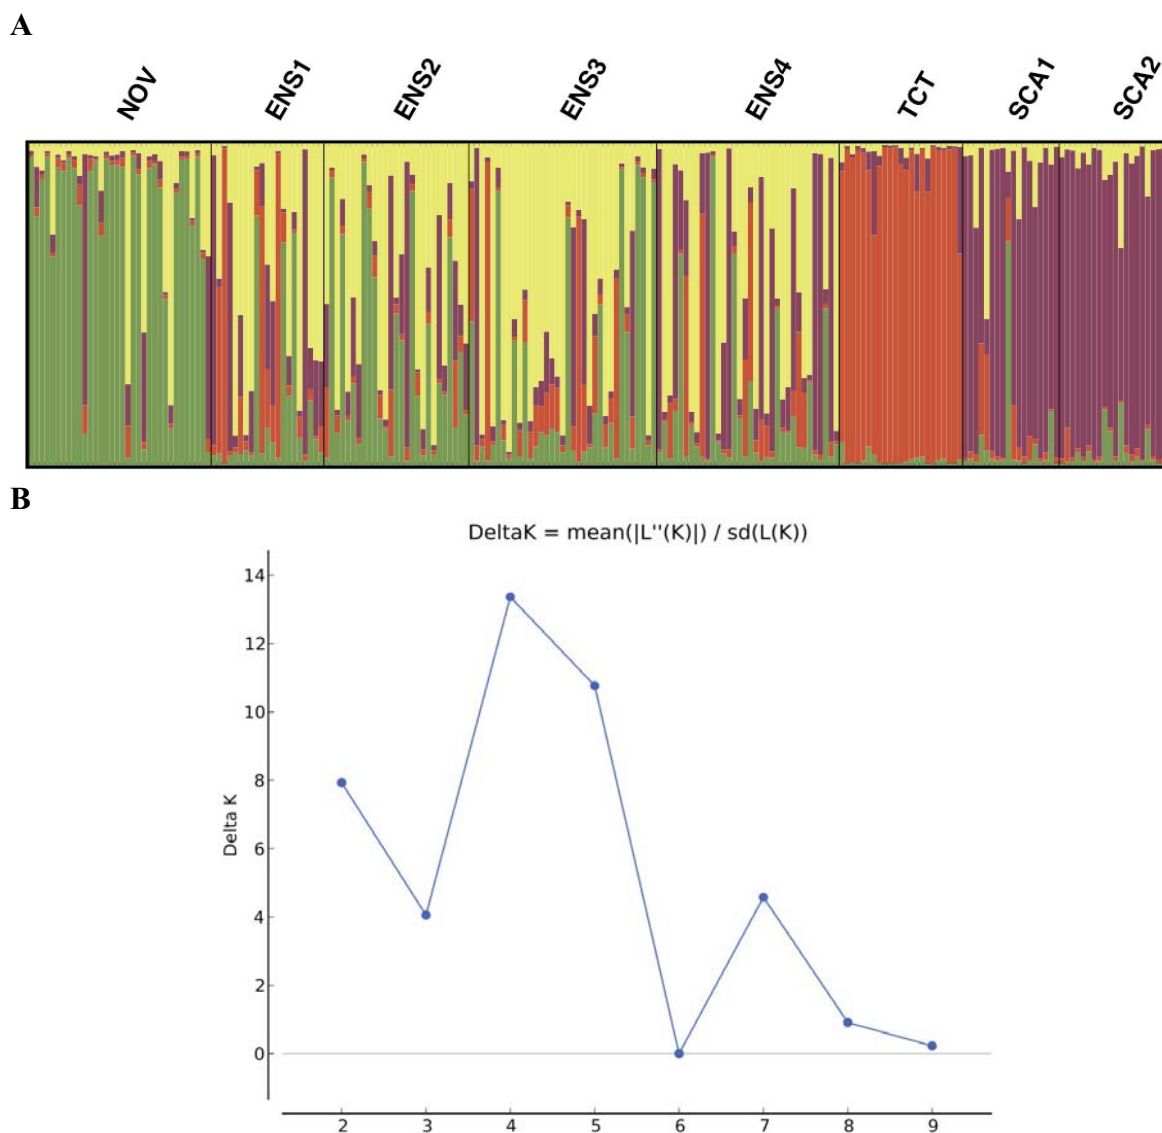 A
NOV ENS1 ENS2 ENS3 ENS4 TCT SCA1 SCA2
B
DeltaK = mean(|L''(K)|) / sd(L(K))
14
12
10
8
6
4
2
0
Delta K
2 3 4 5 6 7 8 9